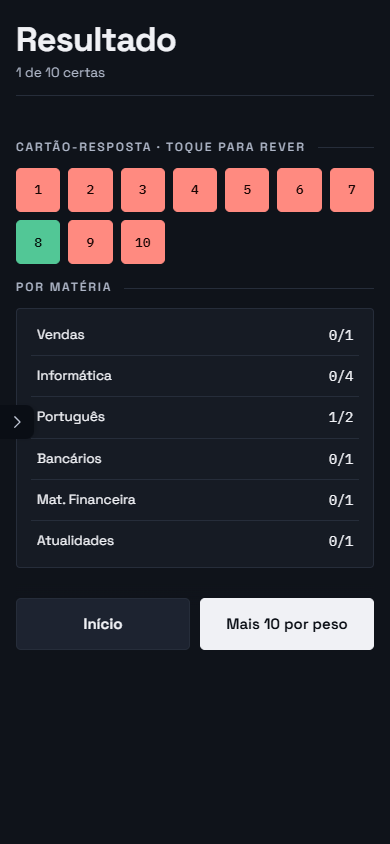 Resultado
1 de 10 certas
CARTÃO-RESPOSTA · TOQUE PARA REVER
1 2 3 4 5 6 7
8 9 10
POR MATÉRIA
Vendas 0/1
Informática 0/4
Português 1/2
Bancários 0/1
Mat. Financeira 0/1
Atualidades 0/1
Início Mais 10 por peso